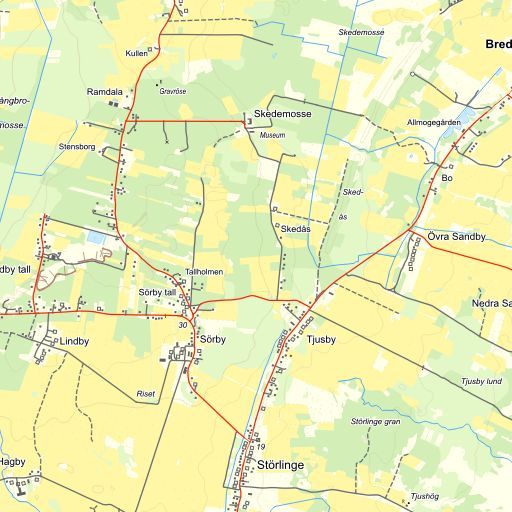 Skedemosse
Bred
Kullen
Ramdala
Gravröse
ångbro-
mosse.
Skedemosse
Museum
Allmogegården
Stensborg
Bo
Sked-
ås
Skedås
Övra Sandby
dby tall
Tallholmen
Sörby tall
Nedra Sa
30
Lindby
Sörby
Tjusby
Riset
Tjusby lund
Störlinge gran
19
Hagby
Störlinge
Tjushög